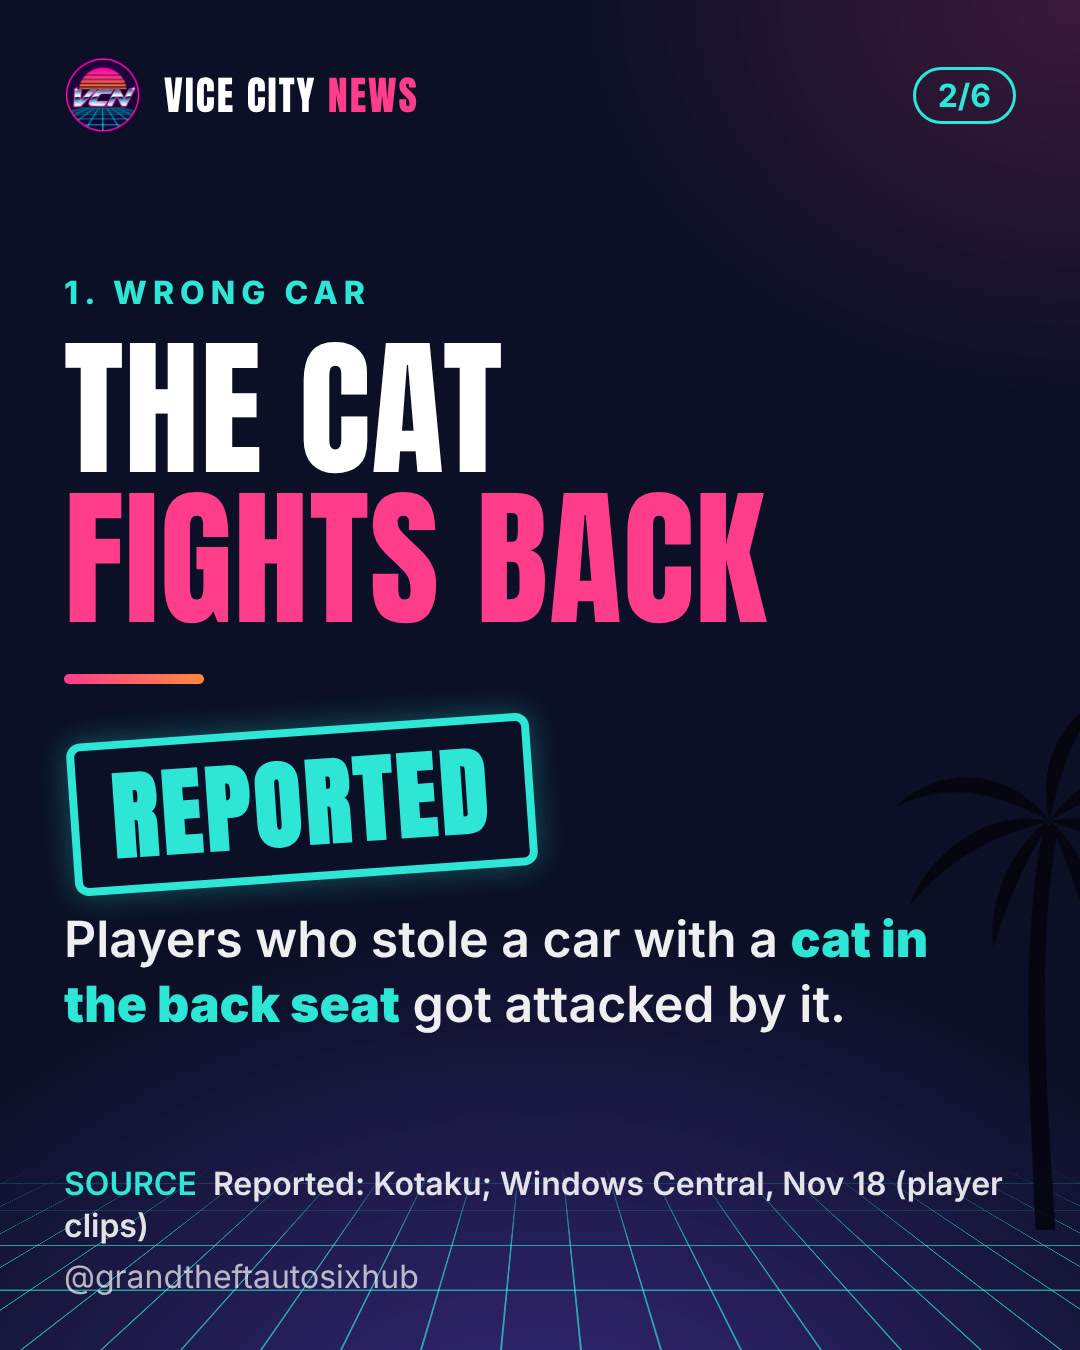 VCN
VICE CITY NEWS
2/6
1. WRONG CAR
THE CAT
FIGHTS BACK
REPORTED
Players who stole a car with a cat in
the back seat got attacked by it.
SOURCE Reported: Kotaku; Windows Central, Nov 18 (player
clips)
@grandtheftautosixhub